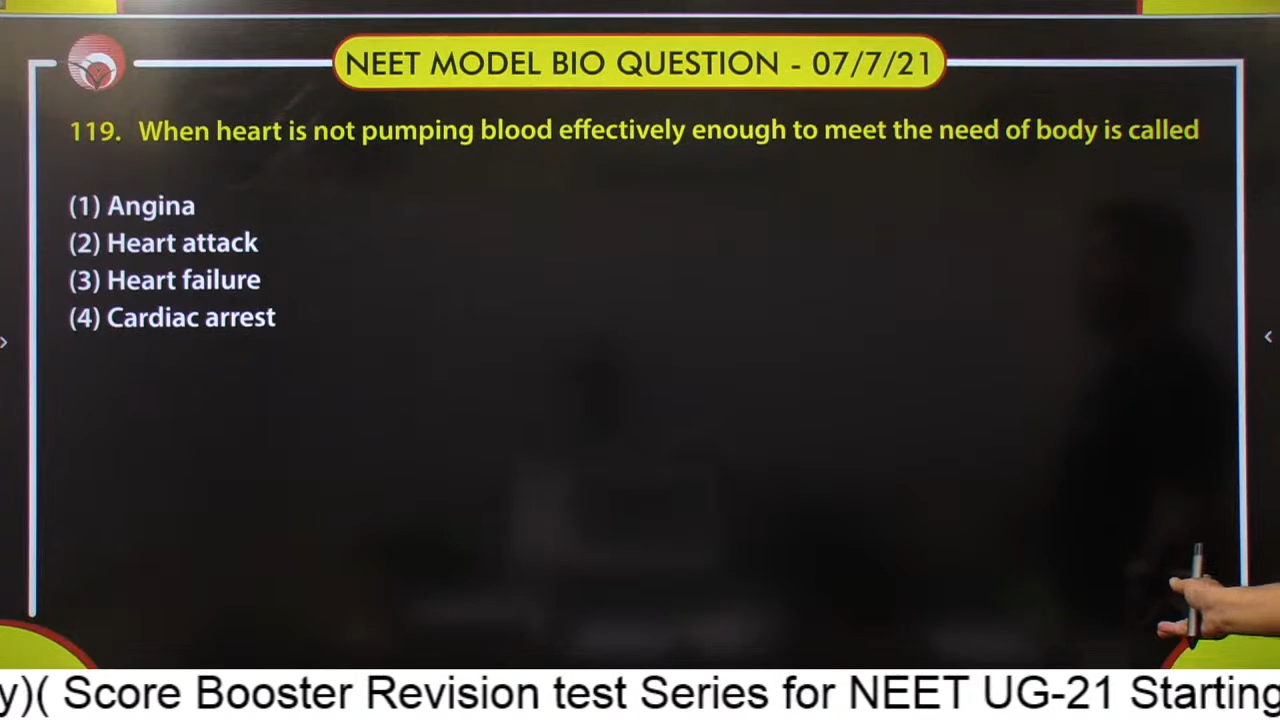 NEET MODEL BIO QUESTION - 07/7/21
119. When heart is not pumping blood effectively enough to meet the need of body is called
(1) Angina
(2) Heart attack
(3) Heart failure
(4) Cardiac arrest
y)( Score Booster Revision test Series for NEET UG-21 Starting